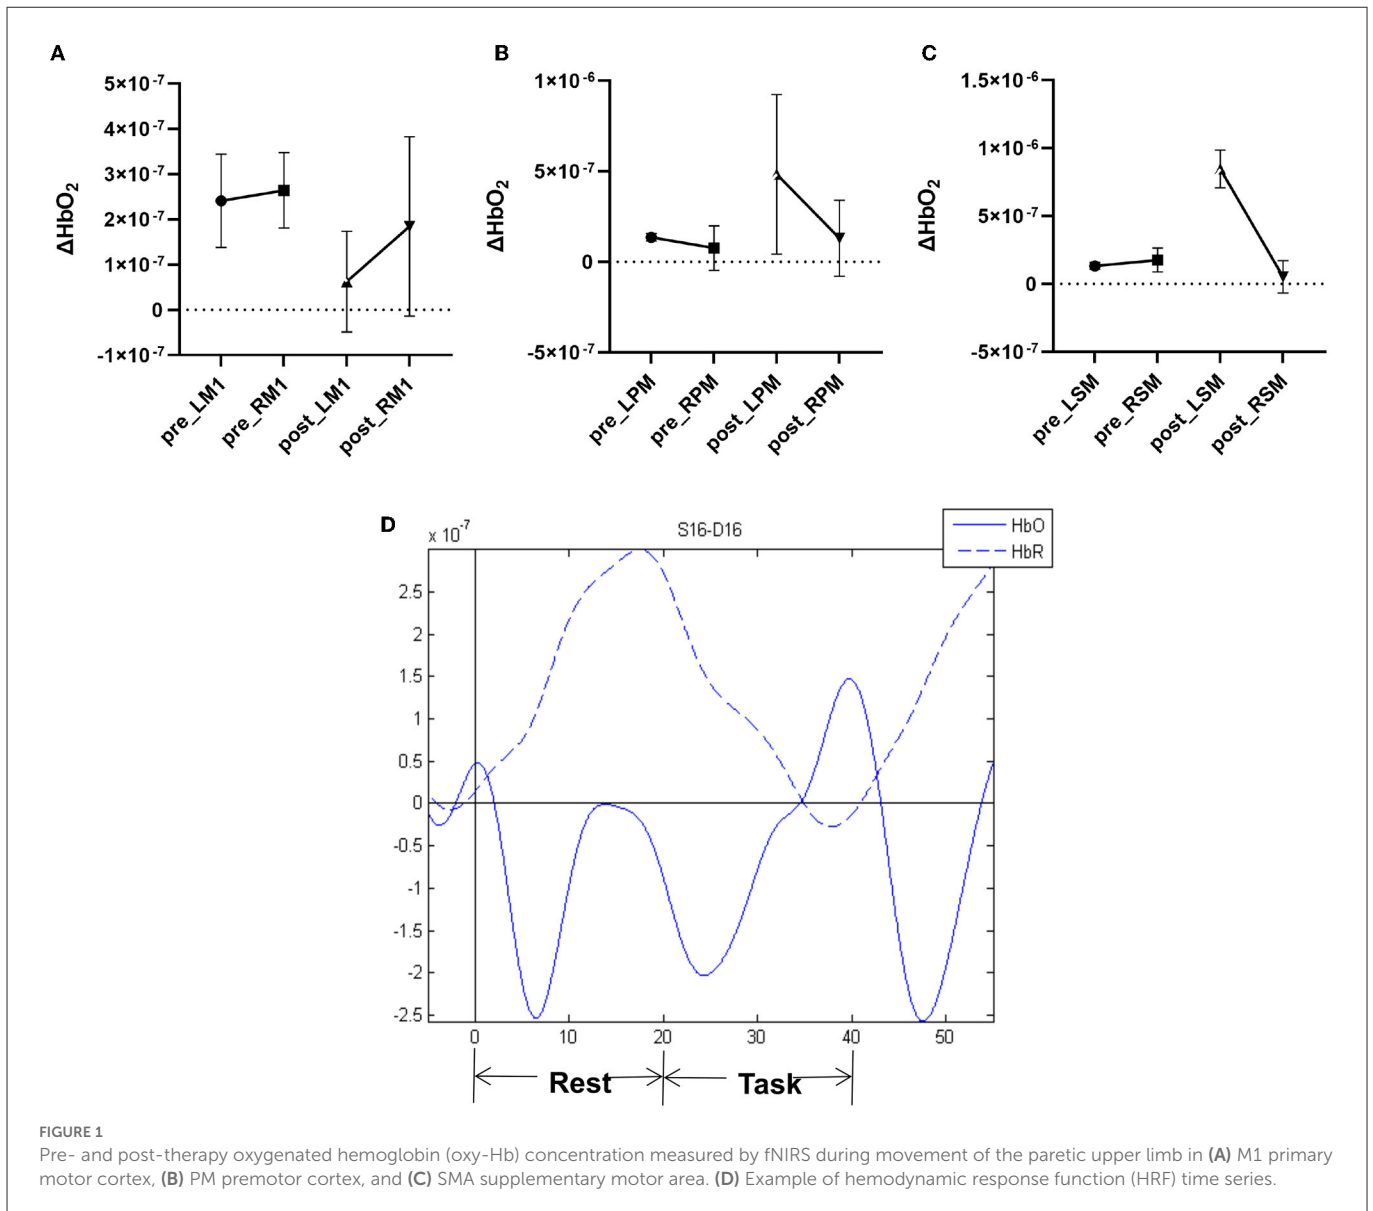 A
5×10-7
4×10-7
3×10-7
2×10-7
1×10-7
0
-1×10-7
ΔHbO2
pre_LM1
pre_RM1
post_LM1
post_RM1
B
1×10-6
5×10-7
0
-5×10-7
ΔHbO2
pre_LPM
pre_RPM
post_LPM
post_RPM
C
1.5×10-6
1×10-6
5×10-7
0
-5×10-7
ΔHbO2
pre_LSM
pre_RSM
post_LSM
post_RSM
D
x 10-7
S16-D16
HbO
HbR
2.5
2
1.5
1
0.5
0
-0.5
-1
-1.5
-2
-2.5
0 10 20 30 40 50
Rest Task
FIGURE 1
Pre- and post-therapy oxygenated hemoglobin (oxy-Hb) concentration measured by fNIRS during movement of the paretic upper limb in (A) M1 primary
motor cortex, (B) PM premotor cortex, and (C) SMA supplementary motor area. (D) Example of hemodynamic response function (HRF) time series.